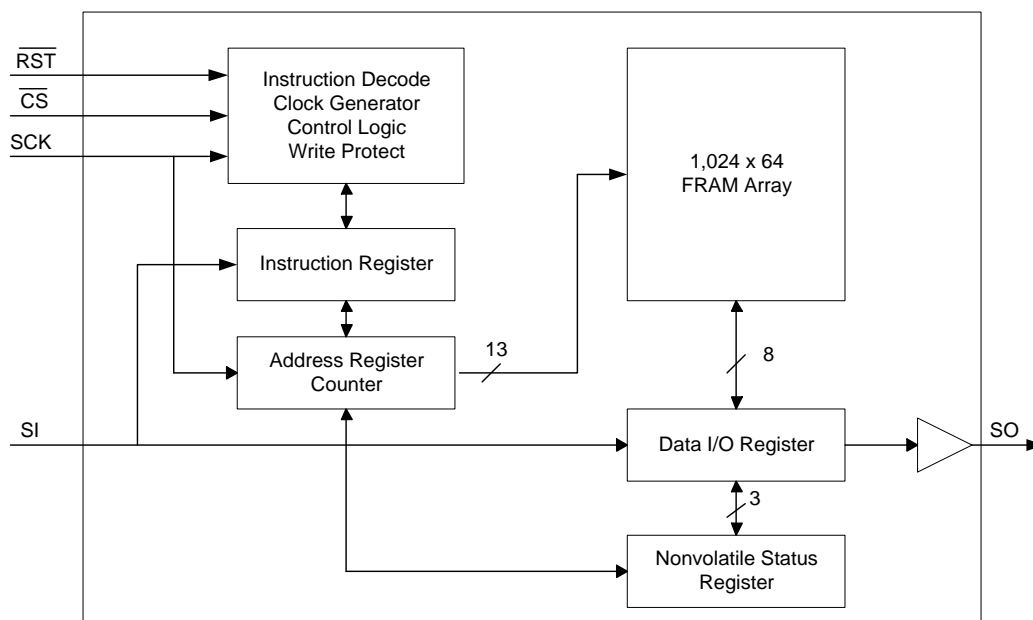 RST
CS
SCK
Instruction Decode
Clock Generator
Control Logic
Write Protect
1,024 x 64
FRAM Array
Instruction Register
Address Register
Counter
13
8
SI
Data I/O Register
SO
3
Nonvolatile Status
Register